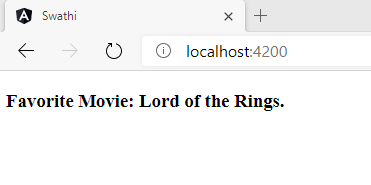 Swathi
localhost:4200
Favorite Movie: Lord of the Rings.